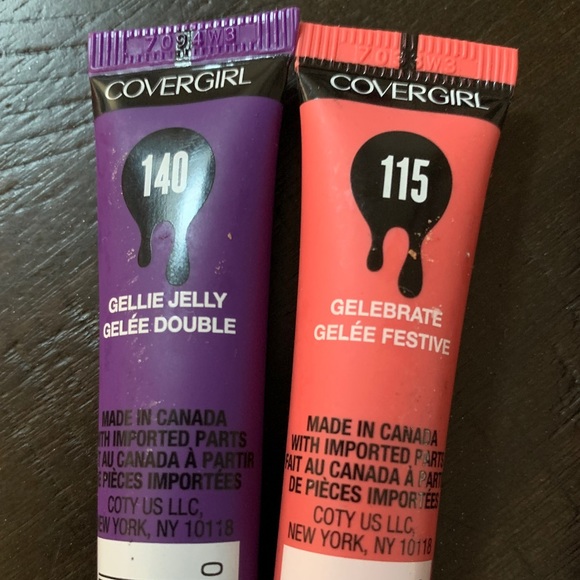 COVERGIRL
140
GELLIE JELLY
GELÉE DOUBLE
MADE IN CANADA
WITH IMPORTED PARTS
AU CANADA À PARTIR
PIÈCES IMPORTÉES
COTY US LLC,
NEW YORK, NY 10118
0
COVERGIRL
115
GELEBRATE
GELÉE FESTIVE
MADE IN CANADA
WITH IMPORTED PARTS
FAIT AU CANADA À PARTIR
DE PIÈCES IMPORTÉES
COTY US LLC,
NEW YORK, NY 10118